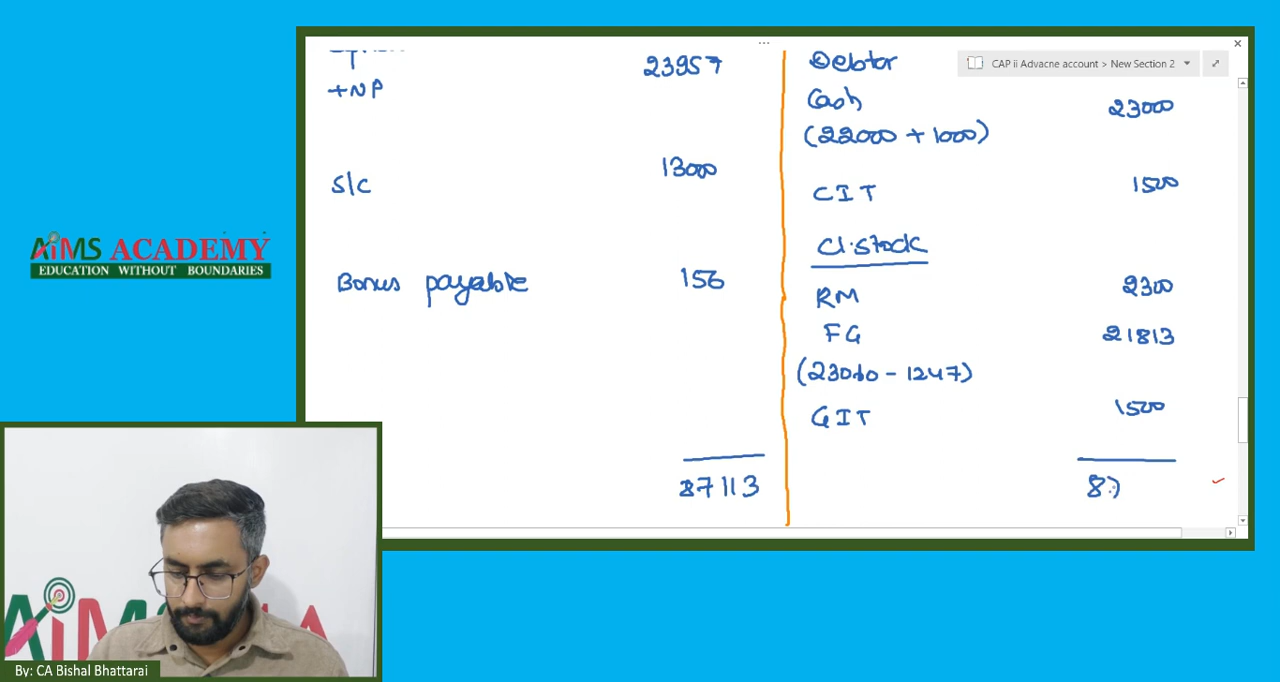 +NP 23957
S/C 13000
Bonus payable 156
87113
Debtor
Cash 23000
(22000 + 1000)
CIT 1500
Cl. stock
RM 2300
FG 21813
(23060 - 1247)
GIT 1500
87
CAP ii Advacne account > New Section 2
AiMS ACADEMY
EDUCATION WITHOUT BOUNDARIES
By: CA Bishal Bhattarai